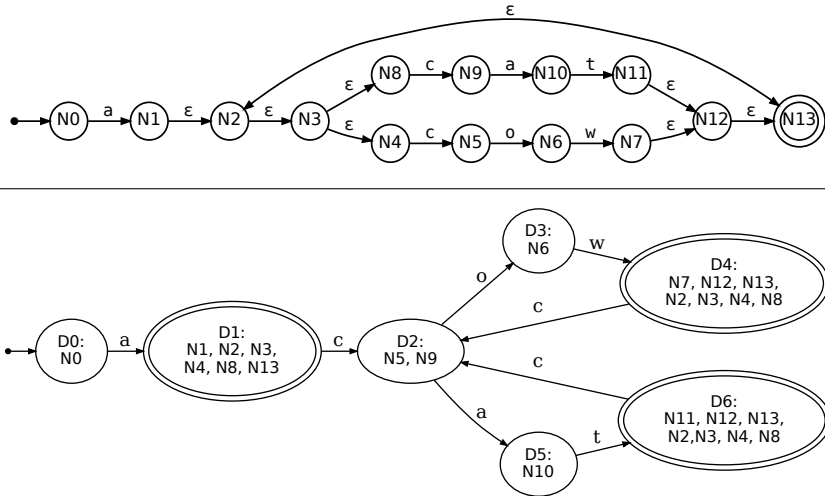 ε
N8 c N9 a N10 t N11
ε ε
N0 a N1 ε N2 ε N3 N12 ε N13
ε ε
N4 c N5 o N6 w N7
D3:
N6
w
D4:
N7, N12, N13,
N2, N3, N4, N8
o
c
D0:
N0
a
D1:
N1, N2, N3,
N4, N8, N13
c
D2:
N5, N9
c
a
D6:
N11, N12, N13,
N2,N3, N4, N8
t
D5:
N10